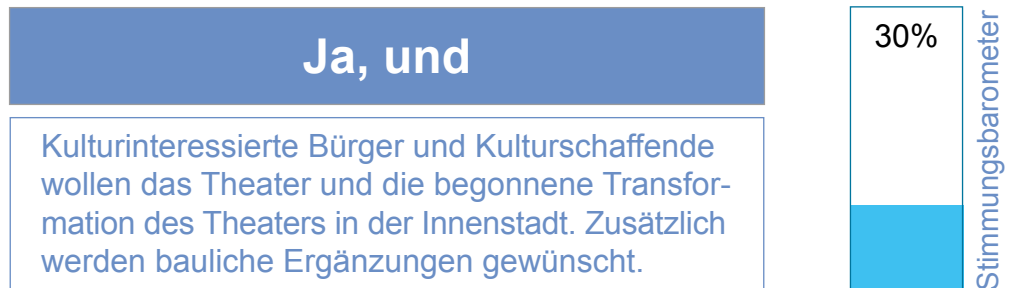 Ja, und
Kulturinteressierte Bürger und Kulturschaffende
wollen das Theater und die begonnene Transfor-
mation des Theaters in der Innenstadt. Zusätzlich
werden bauliche Ergänzungen gewünscht.
30%
Stimmungsbarometer